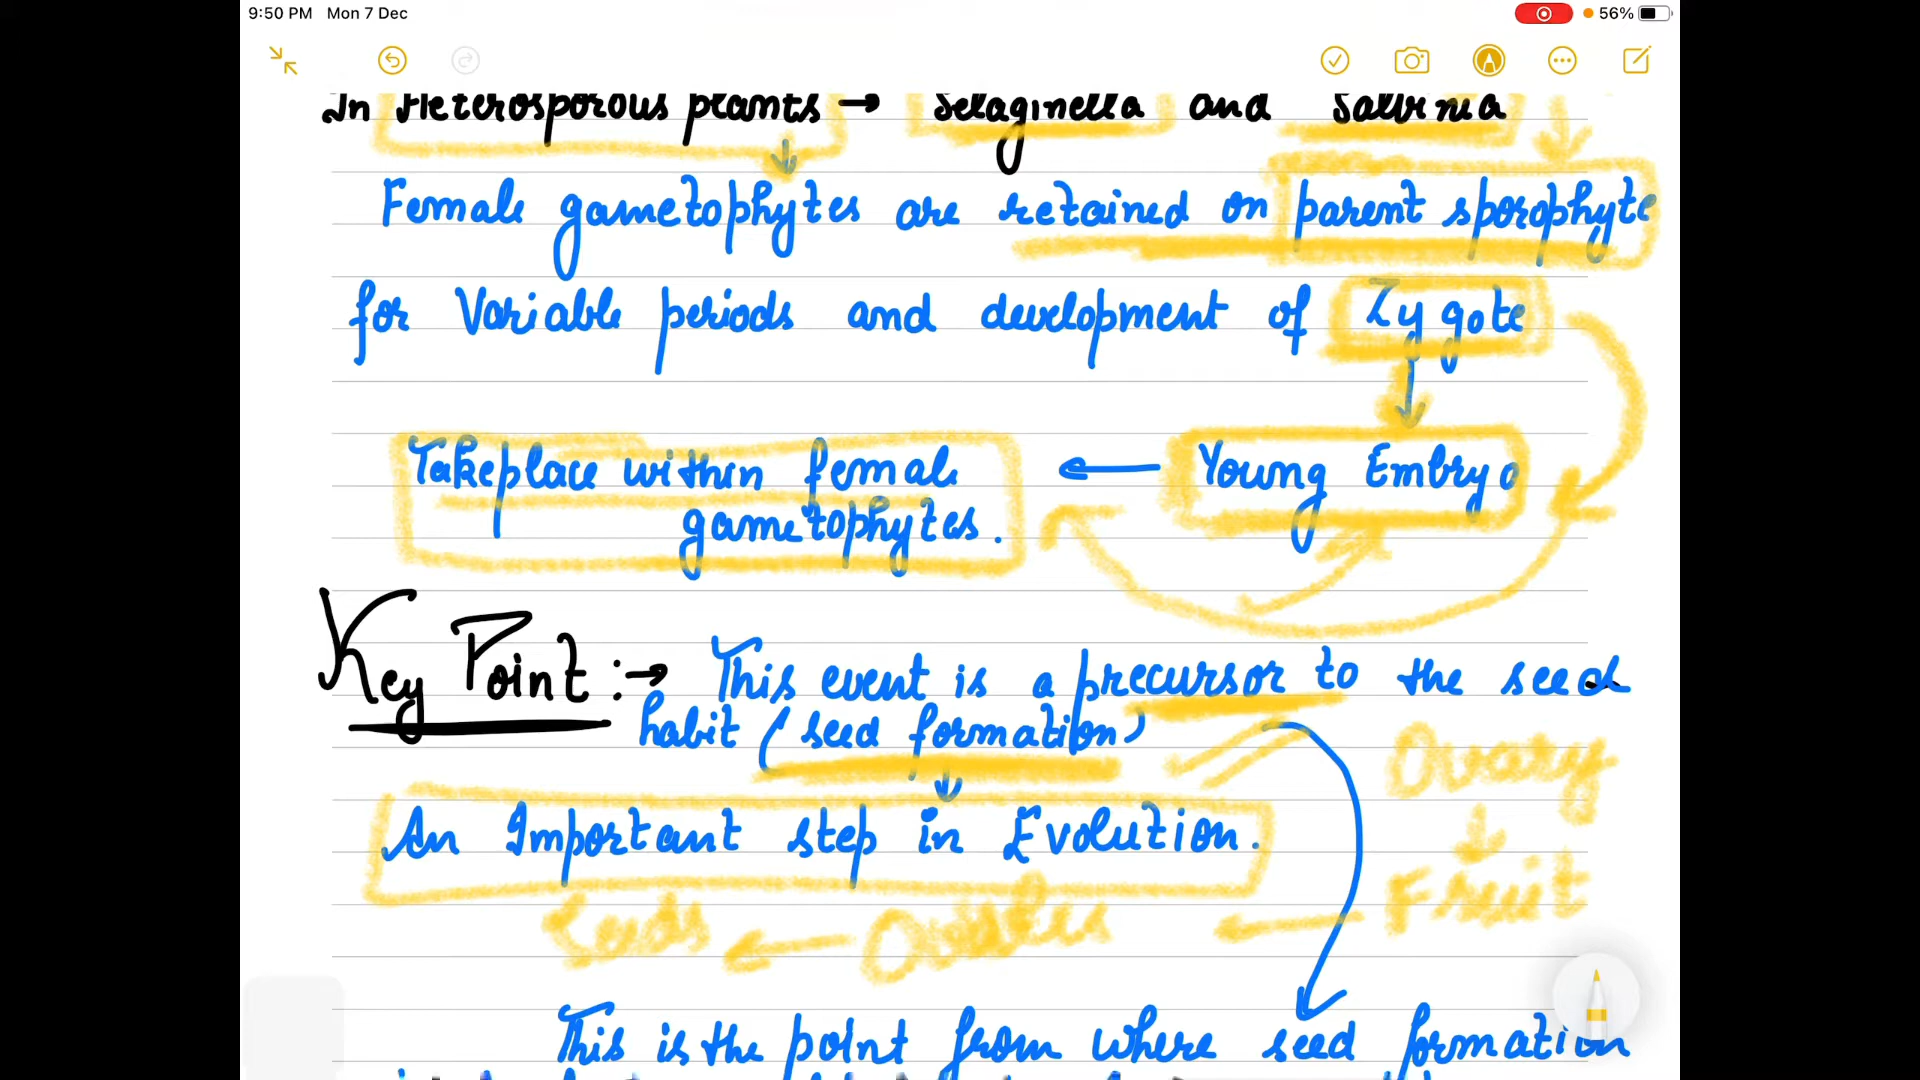 9:50 PM Mon 7 Dec 56%
In Heterosporous plants → Selaginella and Salvinia
Female gametophytes are retained on parent sporophyte
for Variable periods and development of Zygote
Takeplace within female ← Young Embryo
gametophytes.
Key Point :→ This event is a precursor to the seed
habit (seed formation)
Ovary
An Important step in Evolution.
Fruit
Seeds ← Ovules ←
This is the point from where seed formation